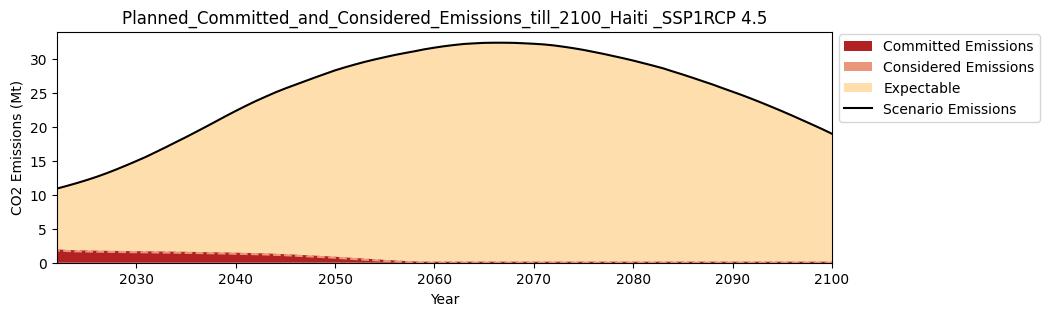 Planned_Committed_and_Considered_Emissions_till_2100_Haiti _SSP1RCP 4.5
CO2 Emissions (Mt)
30
25
20
15
10
5
0
2030 2040 2050 2060 2070 2080 2090 2100
Year
Committed Emissions
Considered Emissions
Expectable
Scenario Emissions